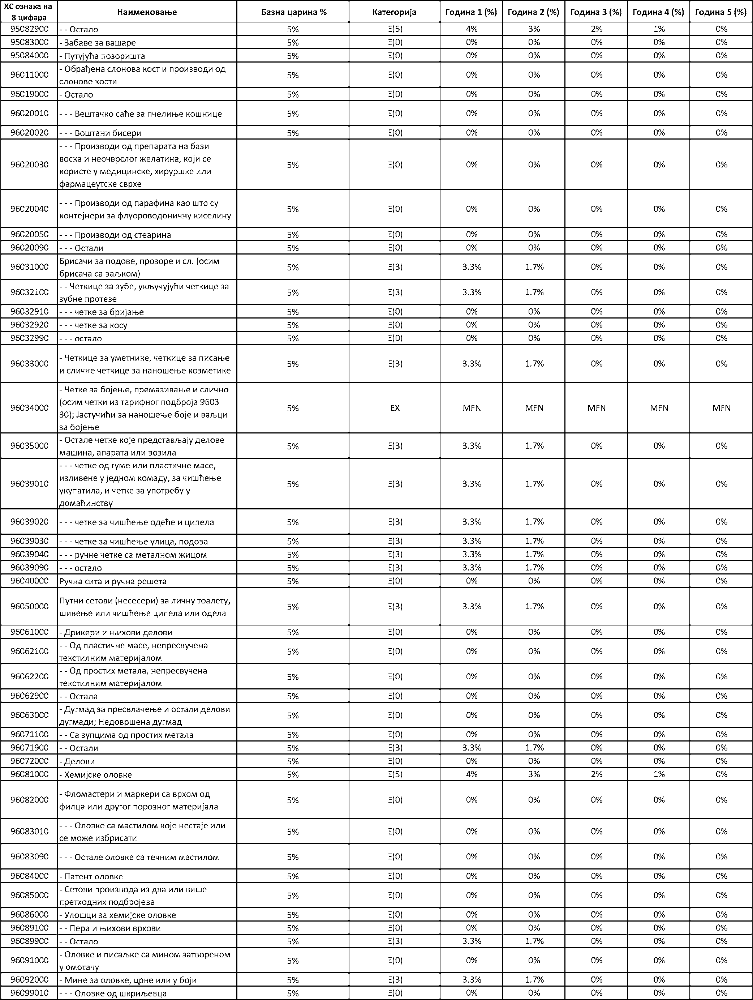 ХС ознака на 8 цифара Наименовање Базна царина % Категорија Година 1 (%) Година 2 (%) Година 3 (%) Година 4 (%) Година 5 (%)
95082900 - - Остало 5% E(5) 4% 3% 2% 1% 0%
95083000 - Забаве за вашаре 5% E(0) 0% 0% 0% 0% 0%
95084000 - Путујућа позоришта 5% E(0) 0% 0% 0% 0% 0%
96011000 - Обрађена слонова кост и производи од слонове кости 5% E(0) 0% 0% 0% 0% 0%
96019000 - Остало 5% E(0) 0% 0% 0% 0% 0%
96020010 - - - Вештачко саће за пчелиње кошнице 5% E(0) 0% 0% 0% 0% 0%
96020020 - - - Воштани бисери 5% E(0) 0% 0% 0% 0% 0%
96020030 - - - Производи од препарата на бази воска и неочврслог желатина, који се користе у медицинске, хируршке или фармацеутске сврхе 5% E(0) 0% 0% 0% 0% 0%
96020040 - - - Производи од парафина као што су контејнери за флуороводоничну киселину 5% E(0) 0% 0% 0% 0% 0%
96020050 - - - Производи од стеарина 5% E(0) 0% 0% 0% 0% 0%
96020090 - - - Остали 5% E(0) 0% 0% 0% 0% 0%
96031000 Брисачи за подове, прозоре и сл. (осим брисача са ваљком) 5% E(3) 3.3% 1.7% 0% 0% 0%
96032100 - - Четкице за зубе, укључујући четкице за зубне протезе 5% E(3) 3.3% 1.7% 0% 0% 0%
96032910 - - - четке за бријање 5% E(0) 0% 0% 0% 0% 0%
96032920 - - - четке за косу 5% E(0) 0% 0% 0% 0% 0%
96032990 - - - остало 5% E(0) 0% 0% 0% 0% 0%
96033000 - Четкице за уметнике, четкице за писање и сличне четкице за наношење козметике 5% E(3) 3.3% 1.7% 0% 0% 0%
96034000 - Четке за бојење, премазивање и слично (осим четки из тарифног подброја 9603 30); Јастучићи за наношење боје и ваљци за бојење 5% EX MFN MFN MFN MFN MFN
96035000 - Остале четке које представљају делове машина, апарата или возила 5% E(3) 3.3% 1.7% 0% 0% 0%
96039010 - - - четке од гуме или пластичне масе, изливене у једном комаду, за чишћење укупатила, и четке за употребу у домаћинству 5% E(3) 3.3% 1.7% 0% 0% 0%
96039020 - - - четке за чишћење одеће и ципела 5% E(3) 3.3% 1.7% 0% 0% 0%
96039030 - - - четке за чишћење улица, подова 5% E(3) 3.3% 1.7% 0% 0% 0%
96039040 - - - ручне четке са металном жицом 5% E(3) 3.3% 1.7% 0% 0% 0%
96039090 - - - остало 5% E(3) 3.3% 1.7% 0% 0% 0%
96040000 Ручна сита и ручна решета 5% E(0) 0% 0% 0% 0% 0%
96050000 Путни сетови (несесери) за личну тоалету, шивење или чишћење ципела или одела 5% E(3) 3.3% 1.7% 0% 0% 0%
96061000 - Дрикери и њихови делови 5% E(0) 0% 0% 0% 0% 0%
96062100 - - Од пластичне масе, непресвучена текстилним материјалом 5% E(0) 0% 0% 0% 0% 0%
96062200 - - Од простих метала, непресвучена текстилним материјалом 5% E(0) 0% 0% 0% 0% 0%
96062900 - - Остала 5% E(0) 0% 0% 0% 0% 0%
96063000 - Дугмад за пресвлачење и остали делови дугмади; Недовршена дугмад 5% E(0) 0% 0% 0% 0% 0%
96071100 - - Са зупцима од простих метала 5% E(0) 0% 0% 0% 0% 0%
96071900 - - Остали 5% E(3) 3.3% 1.7% 0% 0% 0%
96072000 - Делови 5% E(0) 0% 0% 0% 0% 0%
96081000 - Хемијске оловке 5% E(5) 4% 3% 2% 1% 0%
96082000 - Фломастери и маркери са врхом од филца или другог порозног материјала 5% E(0) 0% 0% 0% 0% 0%
96083010 - - - Оловке са мастилом које нестаје или се може избрисати 5% E(0) 0% 0% 0% 0% 0%
96083090 - - - Остале оловке са течним мастилом 5% E(0) 0% 0% 0% 0% 0%
96084000 - Патент оловке 5% E(0) 0% 0% 0% 0% 0%
96085000 - Сетови производа из два или више претходних подбројева 5% E(0) 0% 0% 0% 0% 0%
96086000 - Улошци за хемијске оловке 5% E(0) 0% 0% 0% 0% 0%
96089100 - - Пера и њихови врхови 5% E(0) 0% 0% 0% 0% 0%
96089900 - - Остало 5% E(3) 3.3% 1.7% 0% 0% 0%
96091000 - Оловке и писаљке са мином затвореном у омотачу 5% E(0) 0% 0% 0% 0% 0%
96092000 - Мине за оловке, црне или у боји 5% E(3) 3.3% 1.7% 0% 0% 0%
96099010 - - - Оловке од шкриљевца 5% E(0) 0% 0% 0% 0% 0%